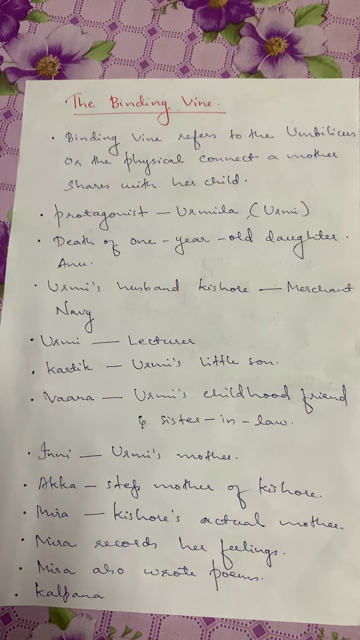 The Binding Vine.
• Binding Vine refers to the Umbilicus
Or the physical connect a mother
Shares with her child.
• Protagonist — Urmila (Urmi)
• Death of one-year-old daughter.
Anu.
• Urmi's husband Kishore — Merchant
Navy
• Urmi — Lecturer
• Kartik — Urmi's little son.
• Vaana — Urmi's childhood friend
& sister-in-law.
• Inni — Urmi's mother.
• Akka — step mother of Kishore.
• Mira — Kishore's actual mother.
• Mira records her feelings.
• Mira also wrote poems.
• Kalpana